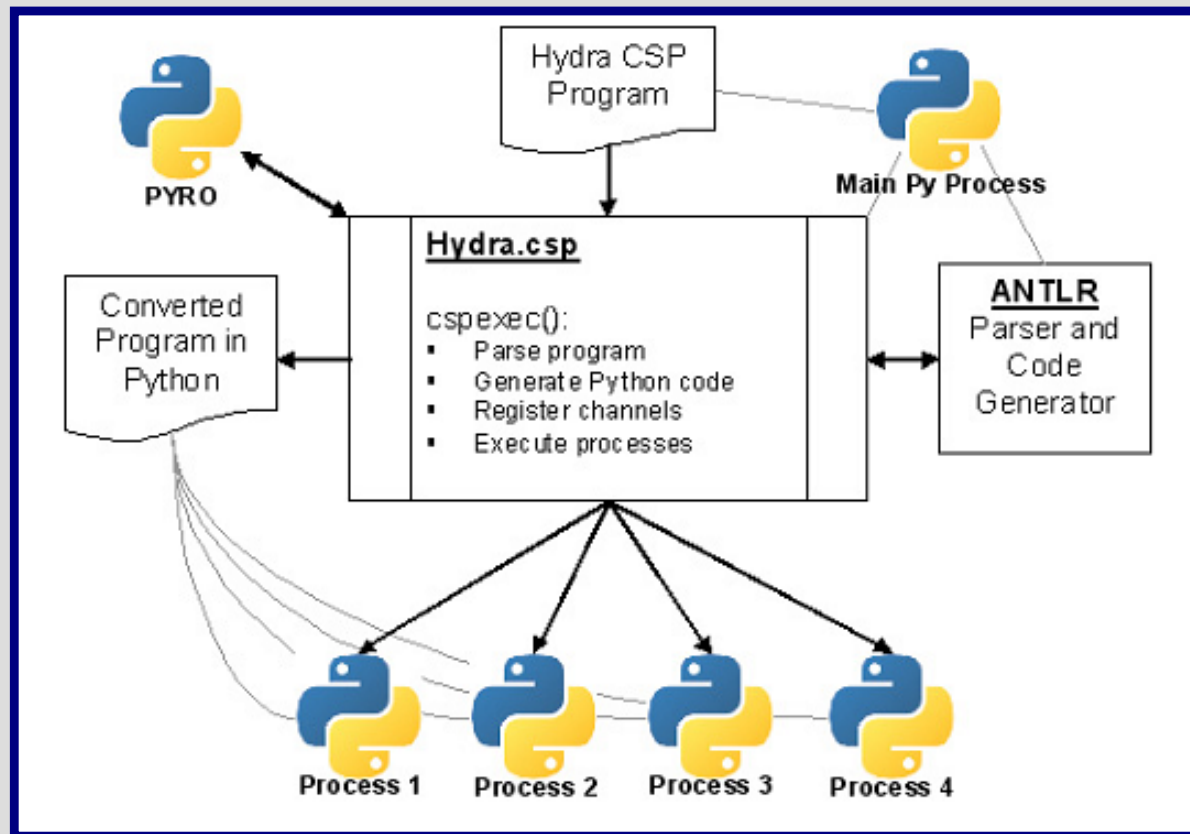 Hydra CSP
Program
PYRO
Main Py Process
Hydra.csp
cspexec():
▪ Parse program
▪ Generate Python code
▪ Register channels
▪ Execute processes
Converted
Program in
Python
ANTLR
Parser and
Code
Generator
Process 1
Process 2
Process 3
Process 4